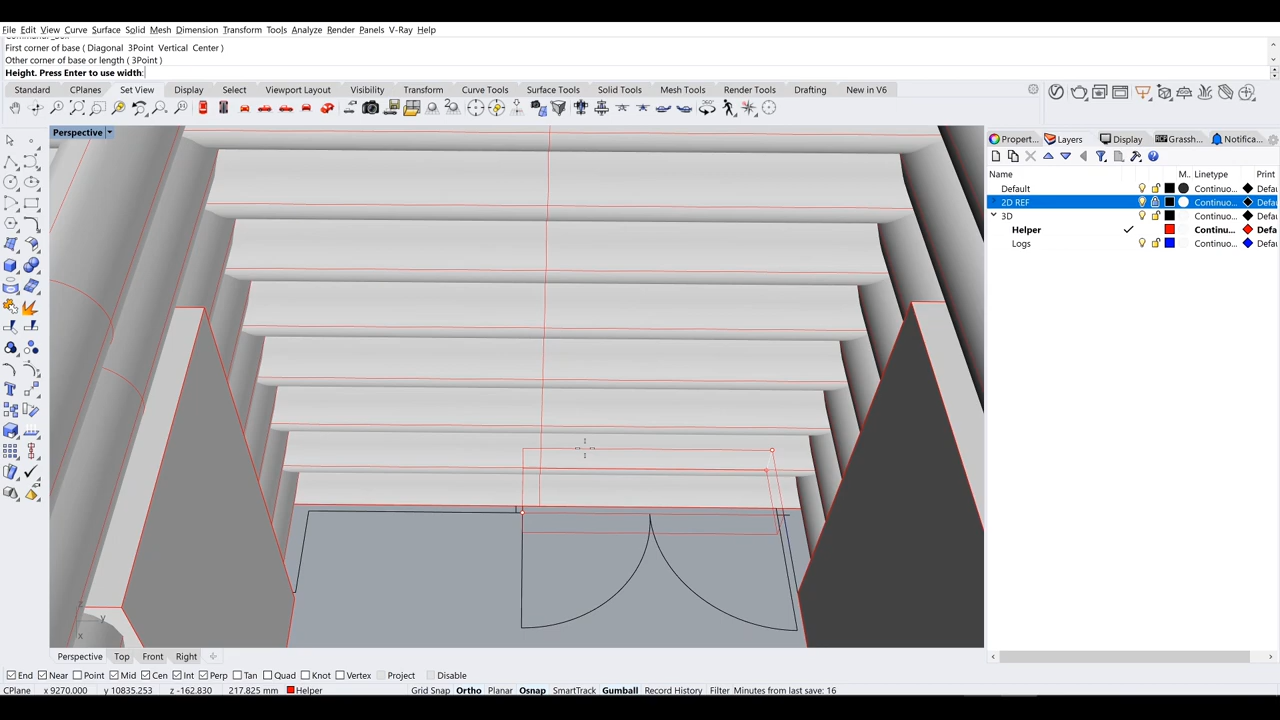 File Edit View Curve Surface Solid Mesh Dimension Transform Tools Analyze Render Panels V-Ray Help
First corner of base ( Diagonal 3Point Vertical Center )
Other corner of base or length ( 3Point )
Height. Press Enter to use width:
Standard CPlanes Set View Display Select Viewport Layout Visibility Transform Curve Tools Surface Tools Solid Tools Mesh Tools Render Tools Drafting New in V6
Perspective
Propert... Layers Display Grassh... Notifica...
Name M.. Linetype Print
Default Continuo... Defau
2D REF Continuo... Defau
3D Continuo... Defau
Helper Continu... Defa
Logs Continuo... Defau
z
y
x
Perspective Top Front Right
End Near Point Mid Cen Int Perp Tan Quad Knot Vertex Project Disable
CPlane x 9270.000 y 10835.253 z -162.830 217.825 mm Helper Grid Snap Ortho Planar Osnap SmartTrack Gumball Record History Filter Minutes from last save: 16